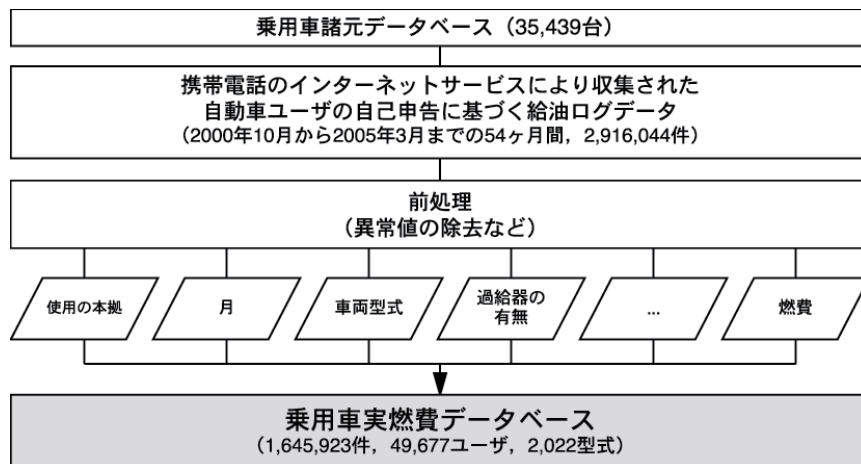 乗用車諸元データベース（35,439台）
携帯電話のインターネットサービスにより収集された
自動車ユーザの自己申告に基づく給油ログデータ
（2000年10月から2005年3月までの54ヶ月間，2,916,044件）
前処理
（異常値の除去など）
使用の本拠
月
車両型式
過給器の
有無
...
燃費
乗用車実燃費データベース
（1,645,923件，49,677ユーザ，2,022型式）